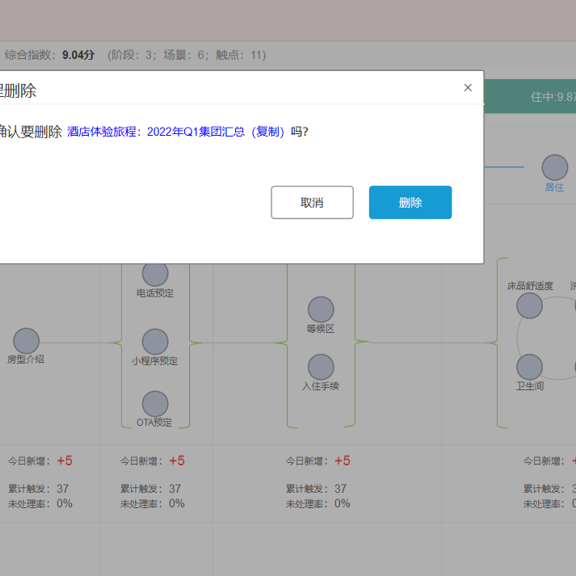 综合指数：9.04分 (阶段：3；场景：6；触点：11)
程删除
×
住中:9.87
确认要删除 酒店体验旅程：2022年Q1集团汇总（复制）吗?
居住
取消
删除
电话预定
床品舒适度
等候区
房型介绍
小程序预定
入住手续
卫生间
OTA预定
今日新增：+5
今日新增：+5
今日新增：+5
今日新增：
累计触发：37
累计触发：37
累计触发：37
累计触发：3
未处理率：0%
未处理率：0%
未处理率：0%
未处理率：0